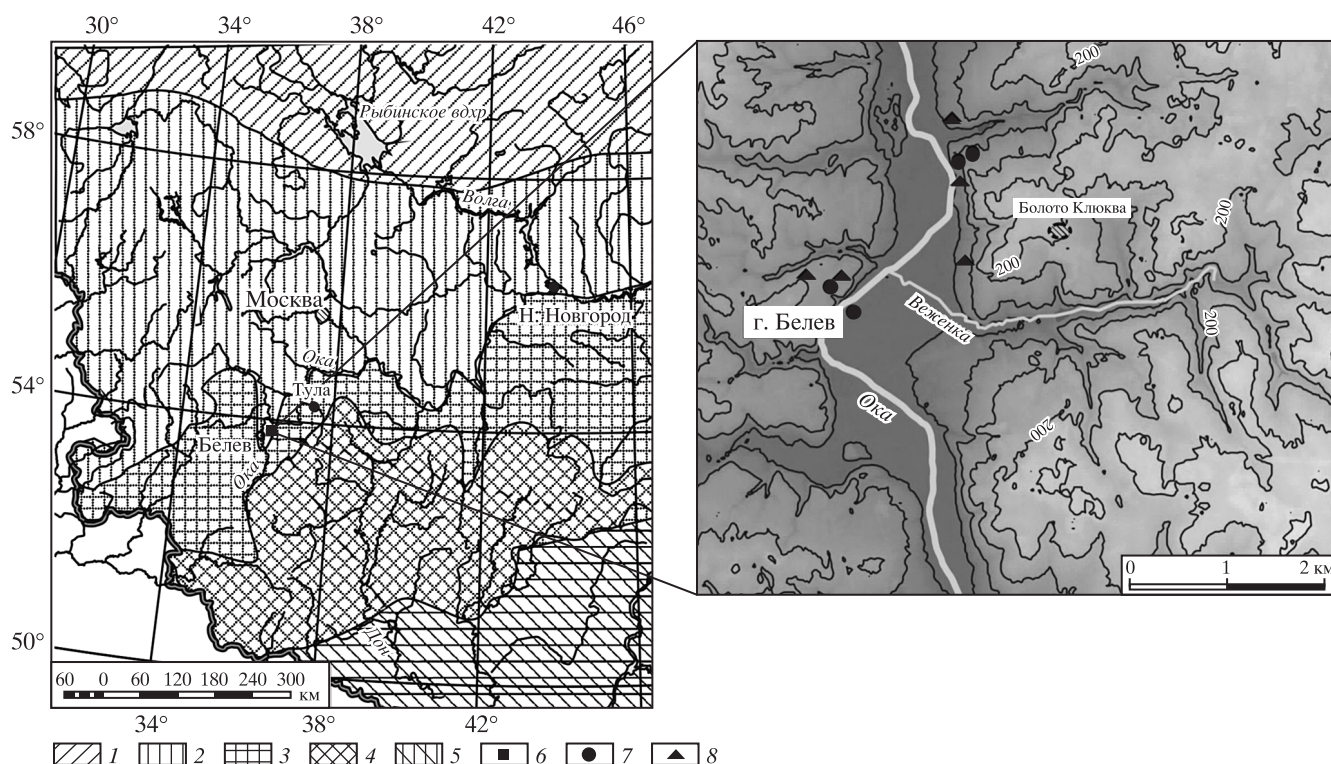 30° 34° 38° 42° 46°
58°
54°
50°
Рыбинское вдхр.
Волга
Москва
Н. Новгород
Ока
Тула
Белев
Ока
Дон
60 0 60 120 180 240 300
км
34° 38° 42°
200
Болото Клюква
200
200
г. Белев
Веженка
200
Ока
200
0 1 2 км
1 2 3 4 5 6 7 8